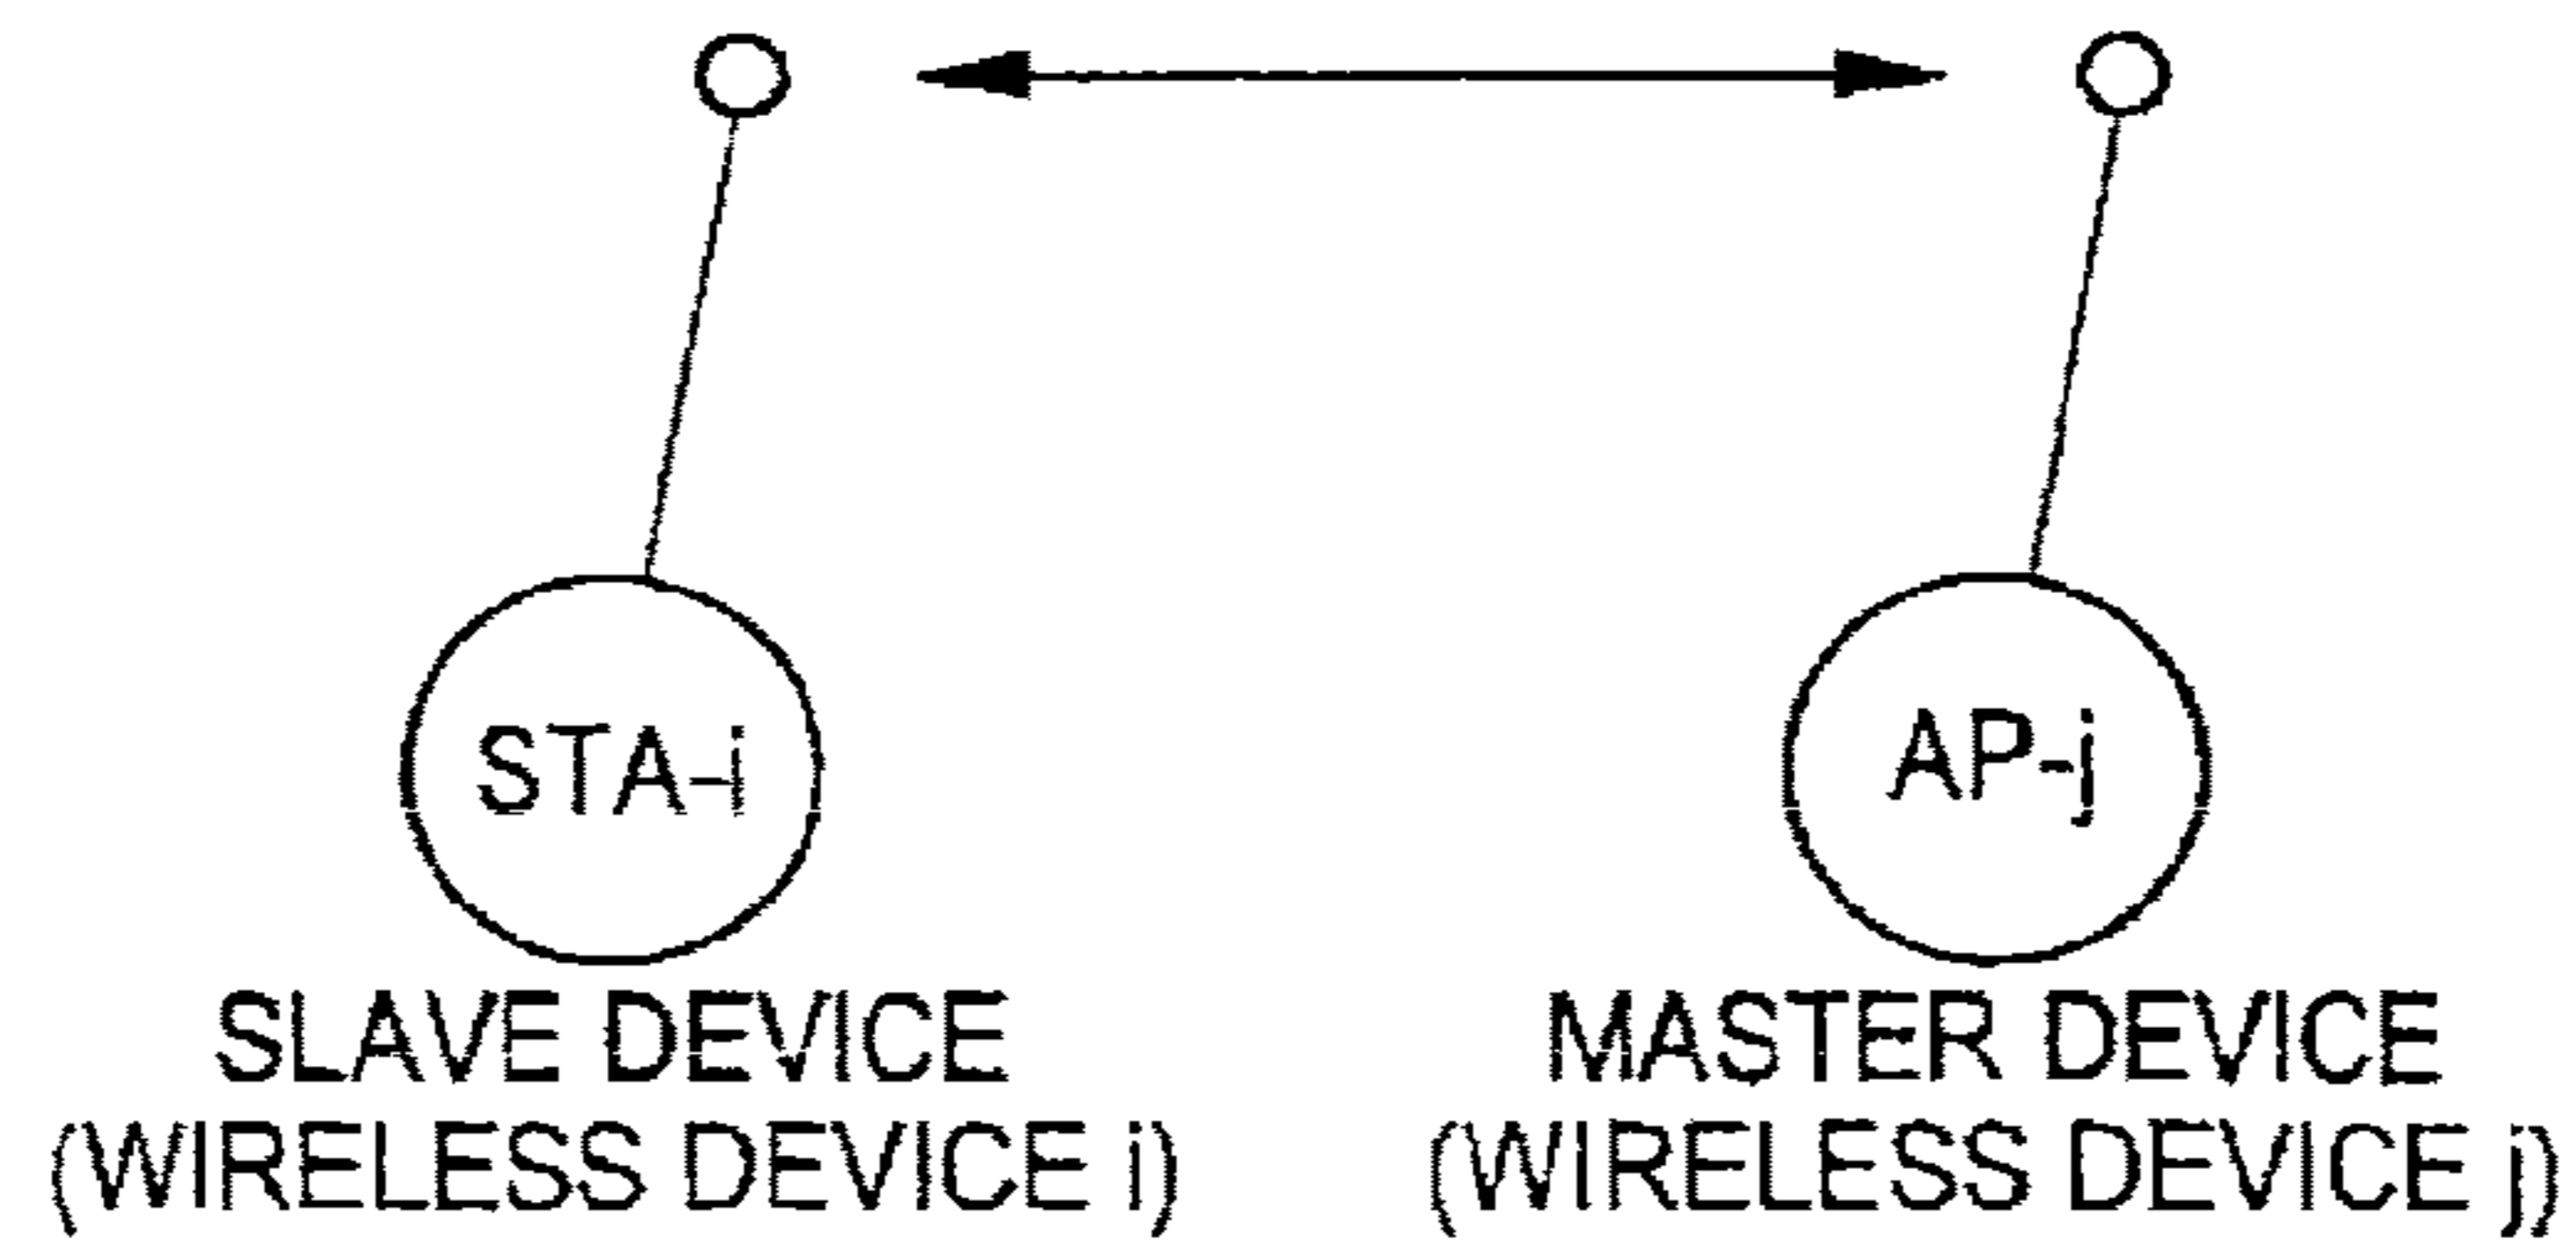 STA-i
AP-j
SLAVE DEVICE
(WIRELESS DEVICE i)
MASTER DEVICE
(WIRELESS DEVICE j)